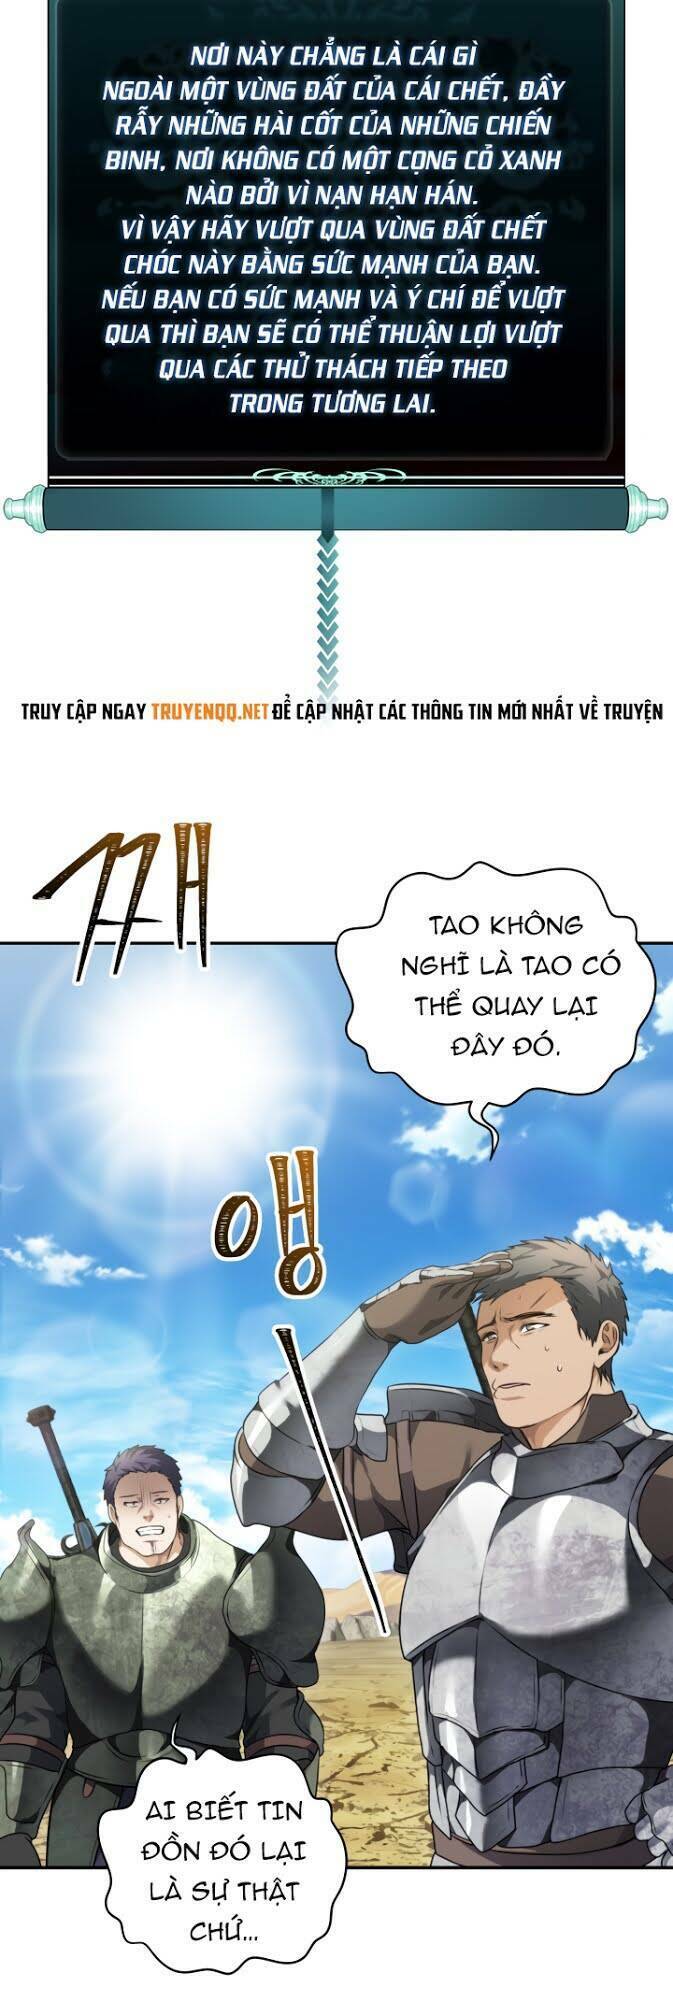 NƠI NÀY CHẲNG LÀ CÁI GÌ
NGOÀI MỘT VÙNG ĐẤT CỦA CÁI CHẾT, ĐẦY
RẪY NHỮNG HÀI CỐT CỦA NHỮNG CHIẾN
BINH, NƠI KHÔNG CÓ MỘT CỌNG CỎ XANH
NÀO BỞI VÌ NẠN HẠN HÁN.
VÌ VẬY HÃY VƯỢT QUA VÙNG ĐẤT CHẾT
CHÓC NÀY BẰNG SỨC MẠNH CỦA BẠN.
NẾU BẠN CÓ SỨC MẠNH VÀ Ý CHÍ ĐỂ VƯỢT
QUA THÌ BẠN SẼ CÓ THỂ THUẬN LỢI VƯỢT
QUA CÁC THỬ THÁCH TIẾP THEO
TRONG TƯƠNG LAI.
TRUY CẬP NGAY TRUYENQQ.NET ĐỂ CẬP NHẬT CÁC THÔNG TIN MỚI NHẤT VỀ TRUYỆN
쨍
TAO KHÔNG
NGHĨ LÀ TAO CÓ
THỂ QUAY LẠI
ĐÂY ĐÓ.
AI BIẾT TIN
ĐỒN ĐÓ LẠI
LÀ SỰ THẬT
CHỨ...